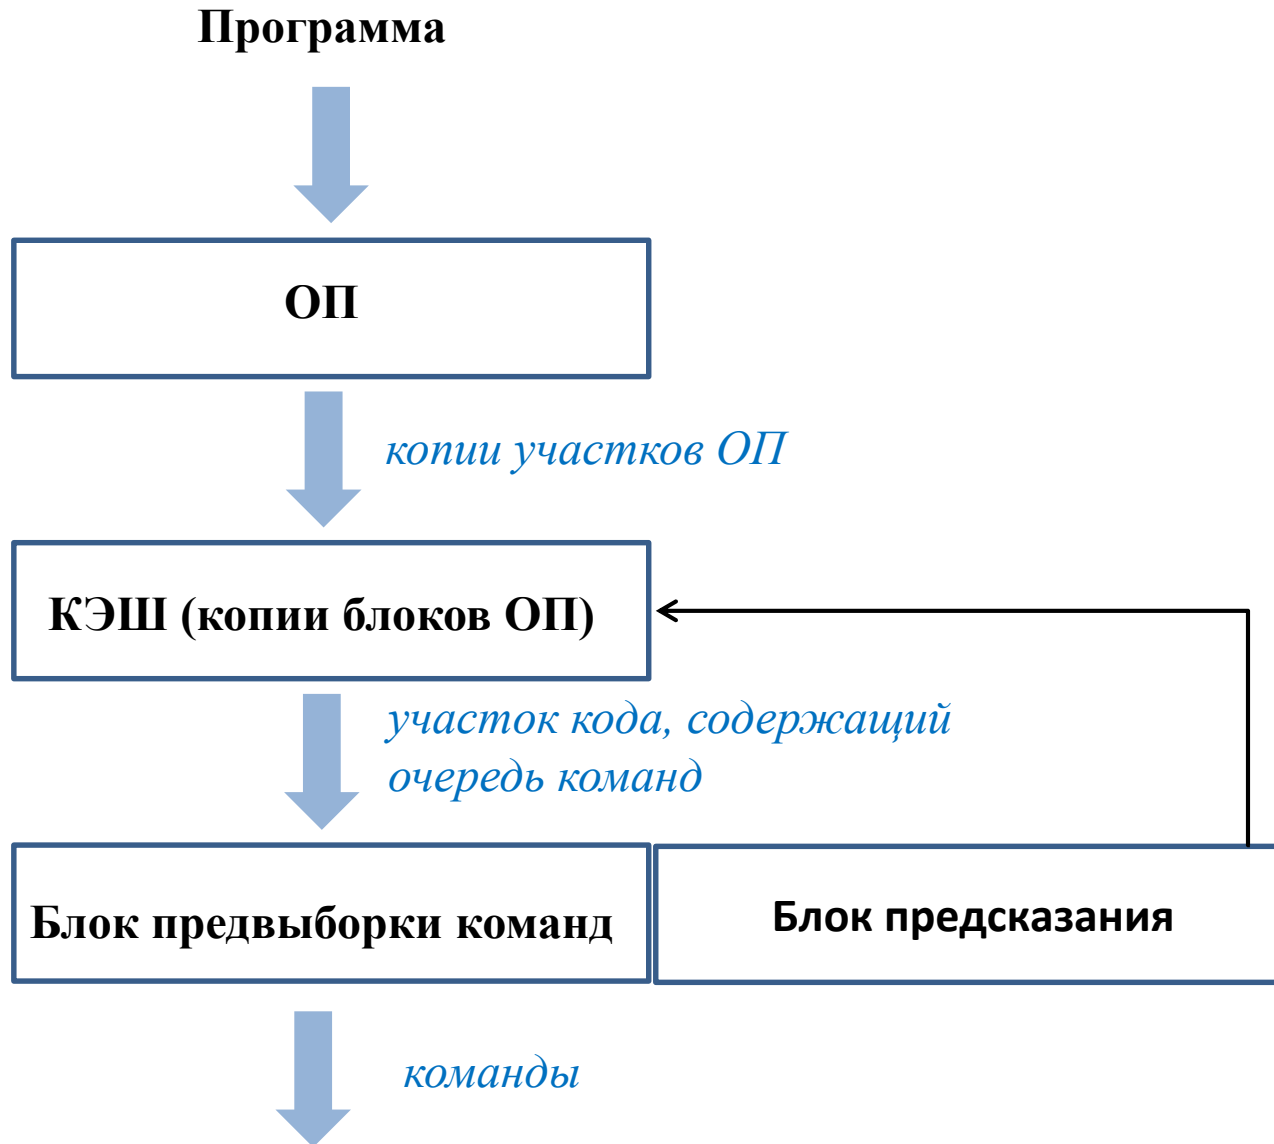 Программа
ОП
копии участков ОП
КЭШ (копии блоков ОП)
участок кода, содержащий
очередь команд
Блок предвыборки команд
Блок предсказания
команды